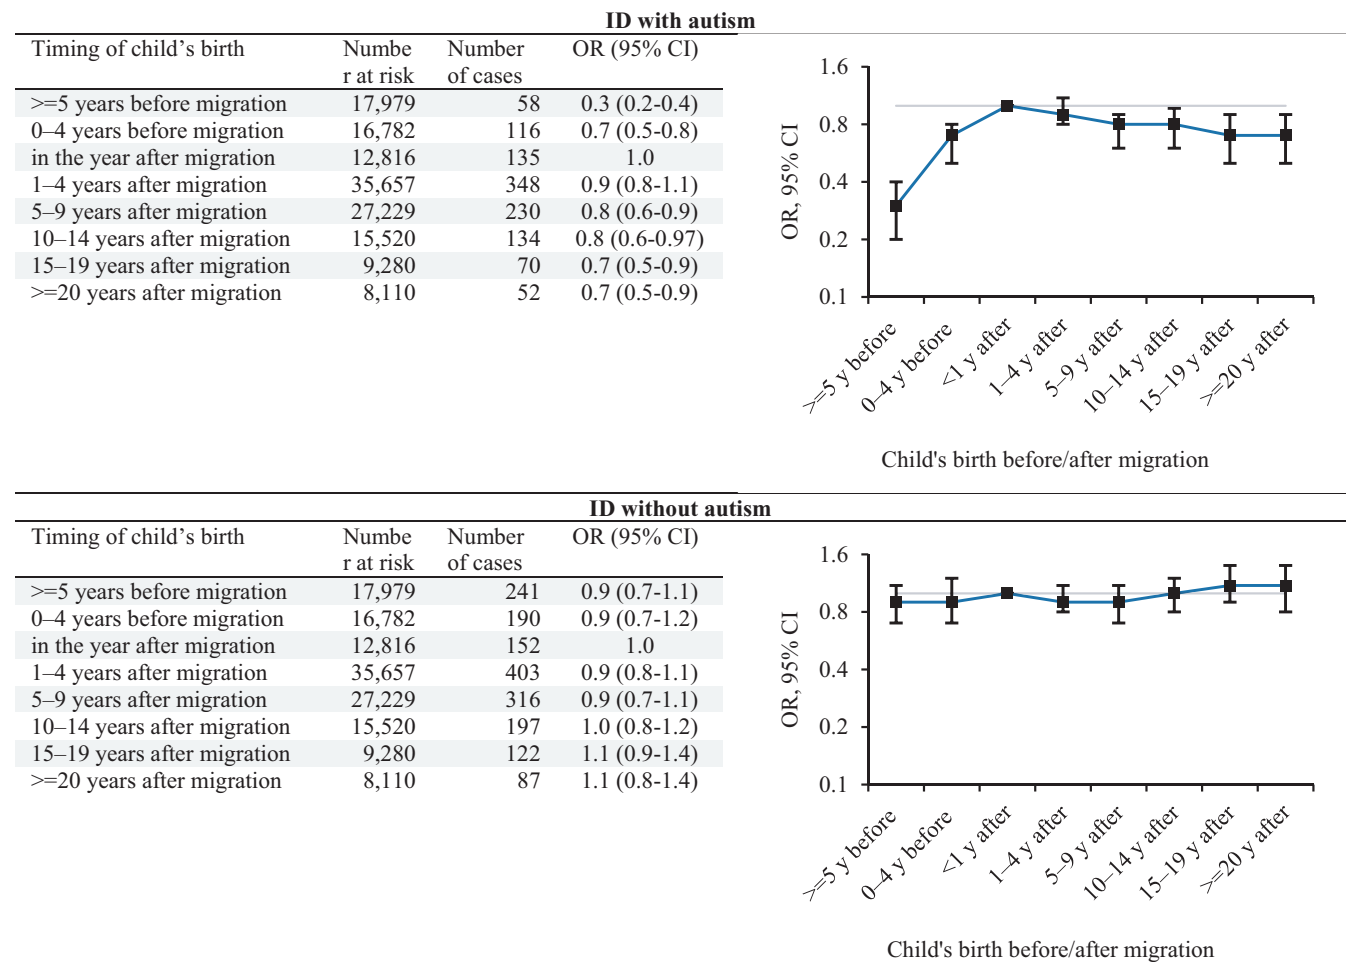 ID with autism
Timing of child’s birth Numbe Number OR (95% CI)
r at risk of cases
>=5 years before migration 17,979 58 0.3 (0.2-0.4)
0–4 years before migration 16,782 116 0.7 (0.5-0.8)
in the year after migration 12,816 135 1.0
1–4 years after migration 35,657 348 0.9 (0.8-1.1)
5–9 years after migration 27,229 230 0.8 (0.6-0.9)
10–14 years after migration 15,520 134 0.8 (0.6-0.97)
15–19 years after migration 9,280 70 0.7 (0.5-0.9)
>=20 years after migration 8,110 52 0.7 (0.5-0.9)
OR, 95% CI
1.6
0.8
0.4
0.2
0.1
>=5 y before
0–4 y before
<1 y after
1–4 y after
5–9 y after
10–14 y after
15–19 y after
>=20 y after
Child's birth before/after migration
ID without autism
Timing of child’s birth Numbe Number OR (95% CI)
r at risk of cases
>=5 years before migration 17,979 241 0.9 (0.7-1.1)
0–4 years before migration 16,782 190 0.9 (0.7-1.2)
in the year after migration 12,816 152 1.0
1–4 years after migration 35,657 403 0.9 (0.8-1.1)
5–9 years after migration 27,229 316 0.9 (0.7-1.1)
10–14 years after migration 15,520 197 1.0 (0.8-1.2)
15–19 years after migration 9,280 122 1.1 (0.9-1.4)
>=20 years after migration 8,110 87 1.1 (0.8-1.4)
OR, 95% CI
1.6
0.8
0.4
0.2
0.1
>=5 y before
0–4 y before
<1 y after
1–4 y after
5–9 y after
10–14 y after
15–19 y after
>=20 y after
Child's birth before/after migration